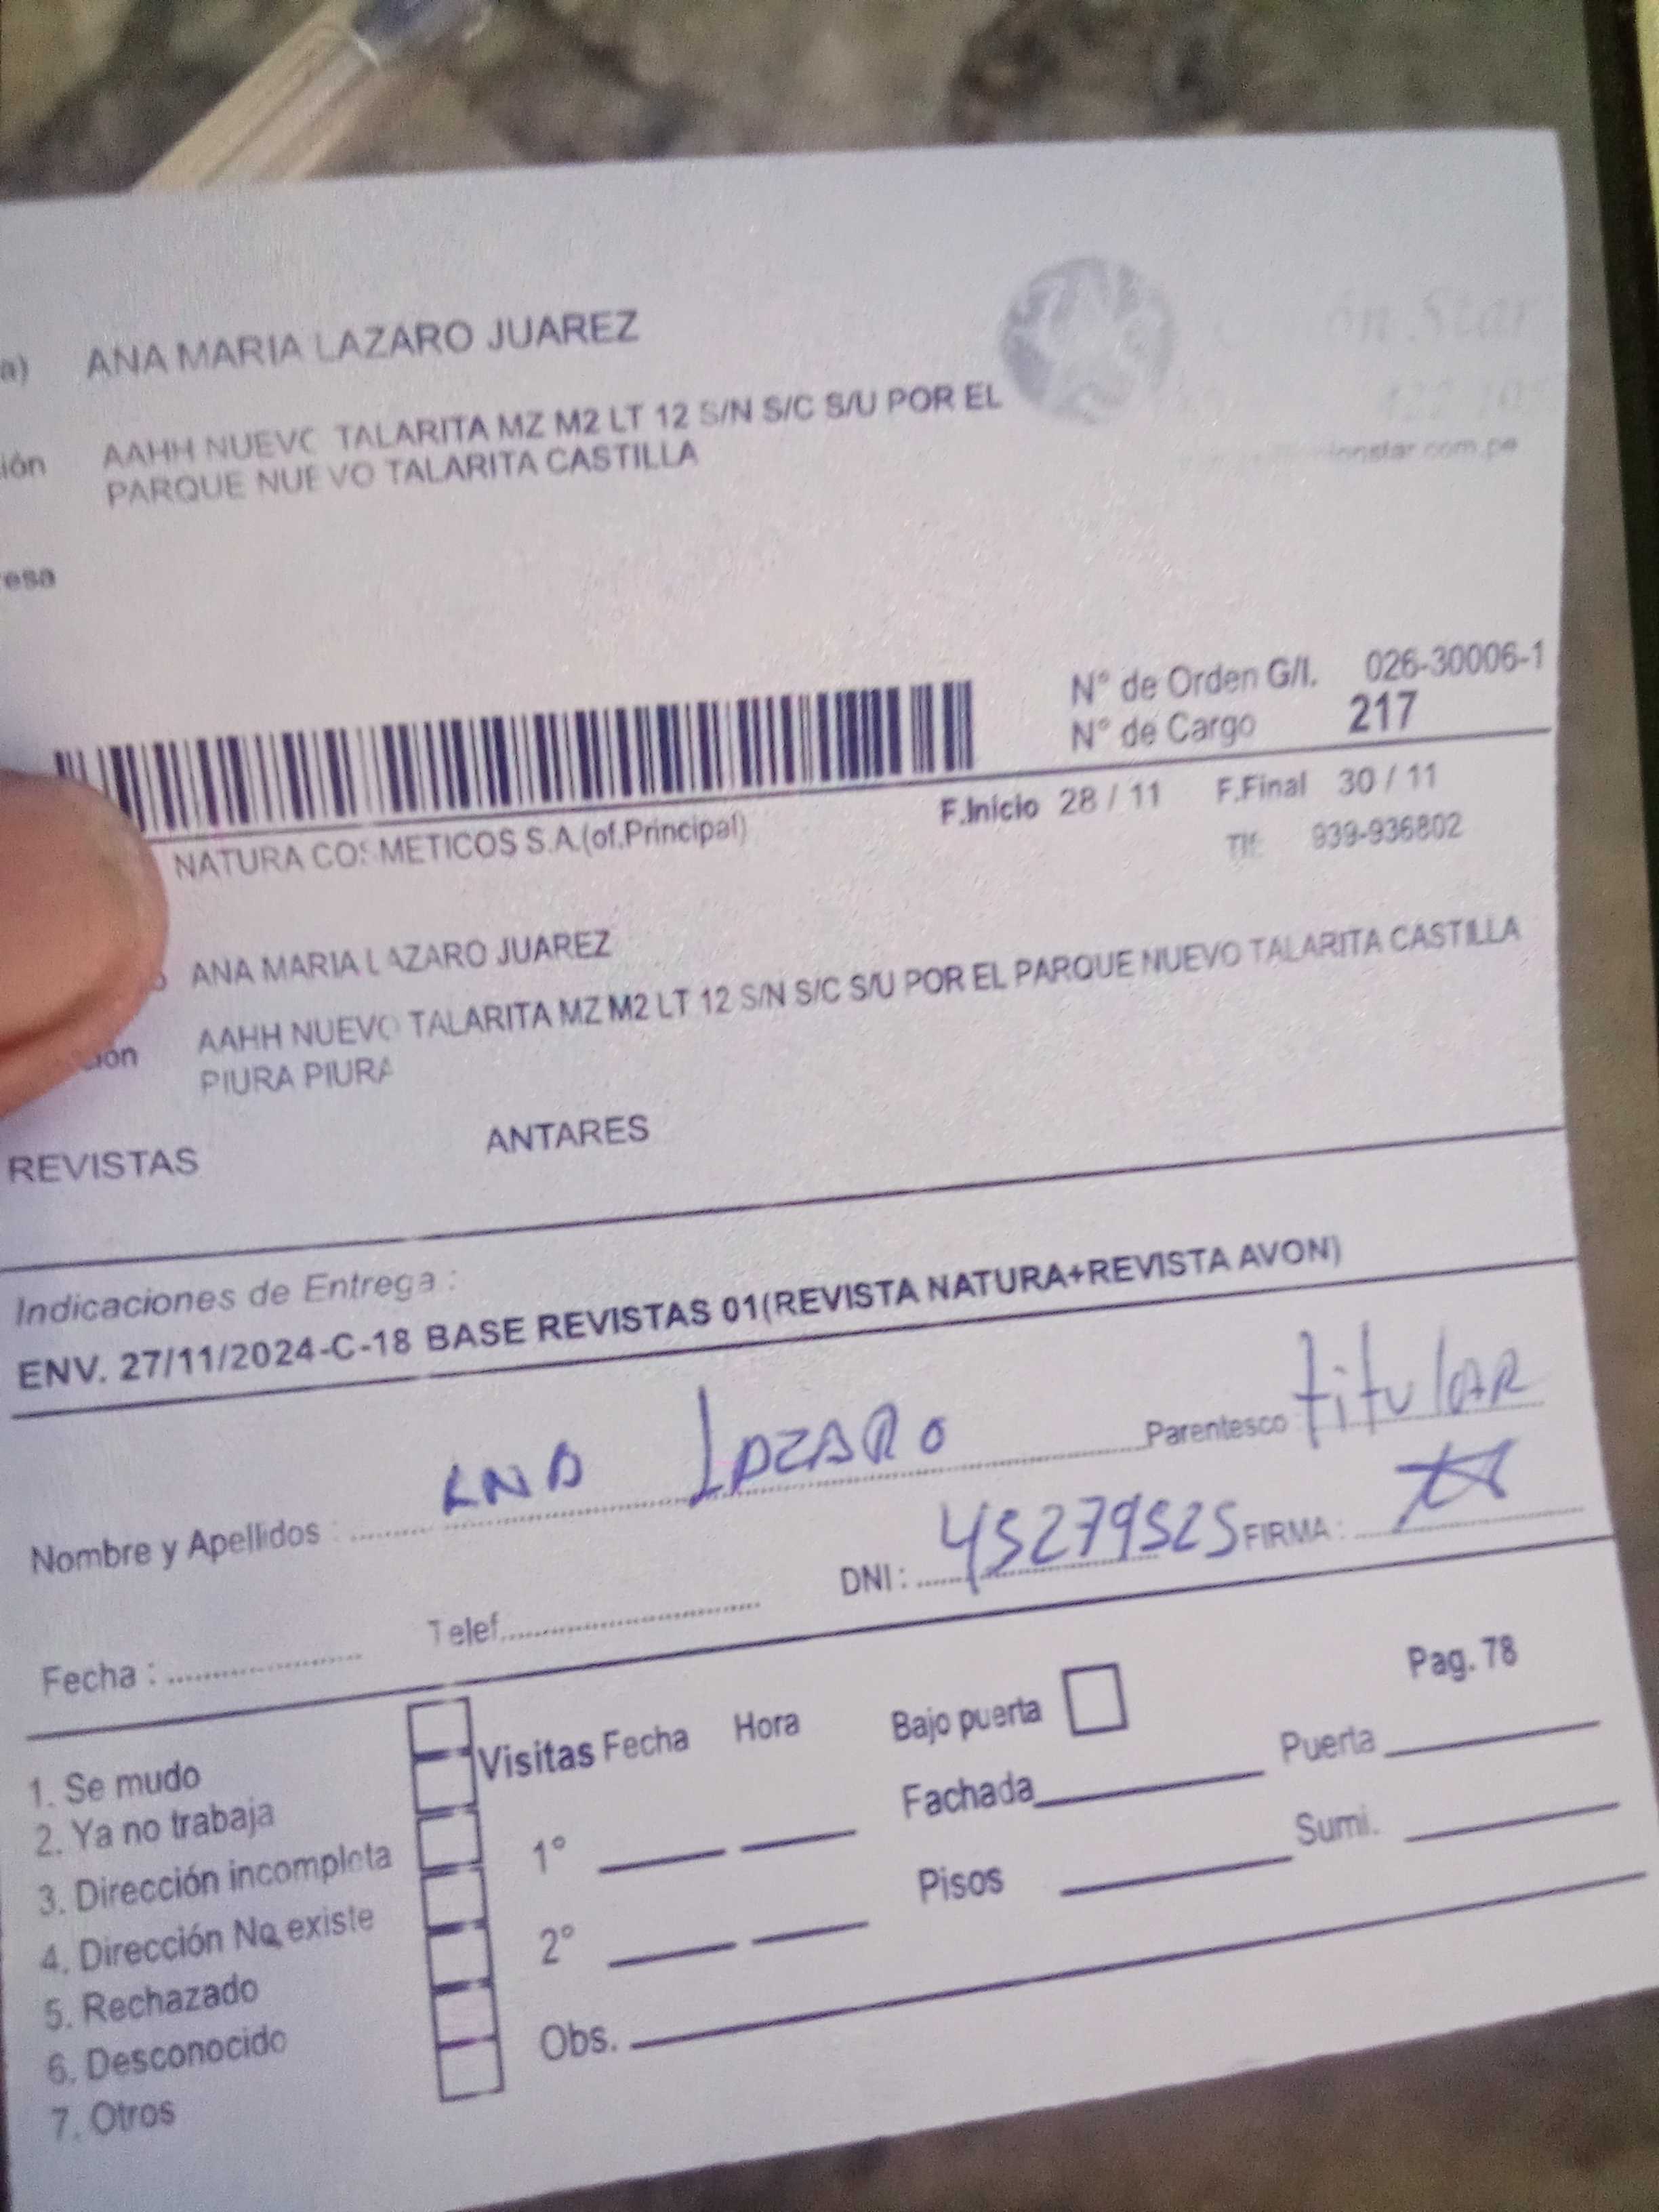 ANA MARIA LAZARO JUAREZ
AAHH NUEVO TALARITA MZ M2 LT 12 S/N S/C S/U POR EL
PARQUE NUEVO TALARITA CASTILLA
ón Star
onstar.com.pe
N° de Orden G/I. 026-30006-1
N° de Cargo 217
F.Inicio 28 / 11 F.Final 30 / 11
NATURA COSMETICOS S.A.(of.Principal)
Tlf: 939-936802
ANA MARIA LAZARO JUAREZ
AAHH NUEVO TALARITA MZ M2 LT 12 S/N S/C S/U POR EL PARQUE NUEVO TALARITA CASTILLA
PIURA PIURA
REVISTAS ANTARES
Indicaciones de Entrega :
ENV. 27/11/2024-C-18 BASE REVISTAS 01(REVISTA NATURA+REVISTA AVON)
Nombre y Apellidos : ANA LAZARO Parentesco titular
Fecha : Telef. DNI : 45279525 FIRMA :
Pag. 78
1. Se mudo
2. Ya no trabaja
3. Dirección incompleta
4. Dirección No existe
5. Rechazado
6. Desconocido
7. Otros
Visitas Fecha Hora
1°
2°
Obs.
Bajo puerta
Fachada Puerta
Pisos Sumi.